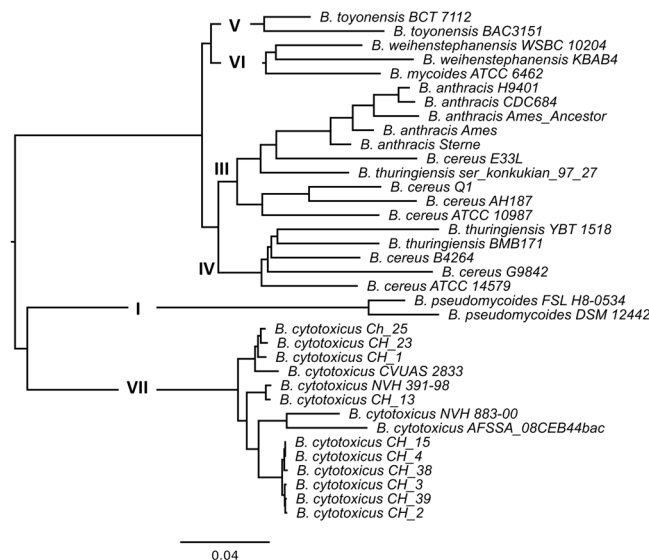 B. toyonensis BCT 7112
V
B. toyonensis BAC3151
B. weihenstephanensis WSBC 10204
VI
B. weihenstephanensis KBAB4
B. mycoides ATCC 6462
B. anthracis H9401
B. anthracis CDC684
B. anthracis Ames_Ancestor
B. anthracis Ames
B. anthracis Sterne
B. cereus E33L
III
B. thuringiensis ser_konkukian_97_27
B. cereus Q1
B. cereus AH187
B. cereus ATCC 10987
B. thuringiensis YBT 1518
B. thuringiensis BMB171
B. cereus B4264
IV
B. cereus G9842
B. cereus ATCC 14579
B. pseudomycoides FSL H8-0534
I
B. pseudomycoides DSM 12442
B. cytotoxicus Ch_25
B. cytotoxicus CH_23
B. cytotoxicus CH_1
B. cytotoxicus CVUAS 2833
VII
B. cytotoxicus NVH 391-98
B. cytotoxicus CH_13
B. cytotoxicus NVH 883-00
B. cytotoxicus AFSSA_08CEB44bac
B. cytotoxicus CH_15
B. cytotoxicus CH_4
B. cytotoxicus CH_38
B. cytotoxicus CH_3
B. cytotoxicus CH_39
B. cytotoxicus CH_2
0.04